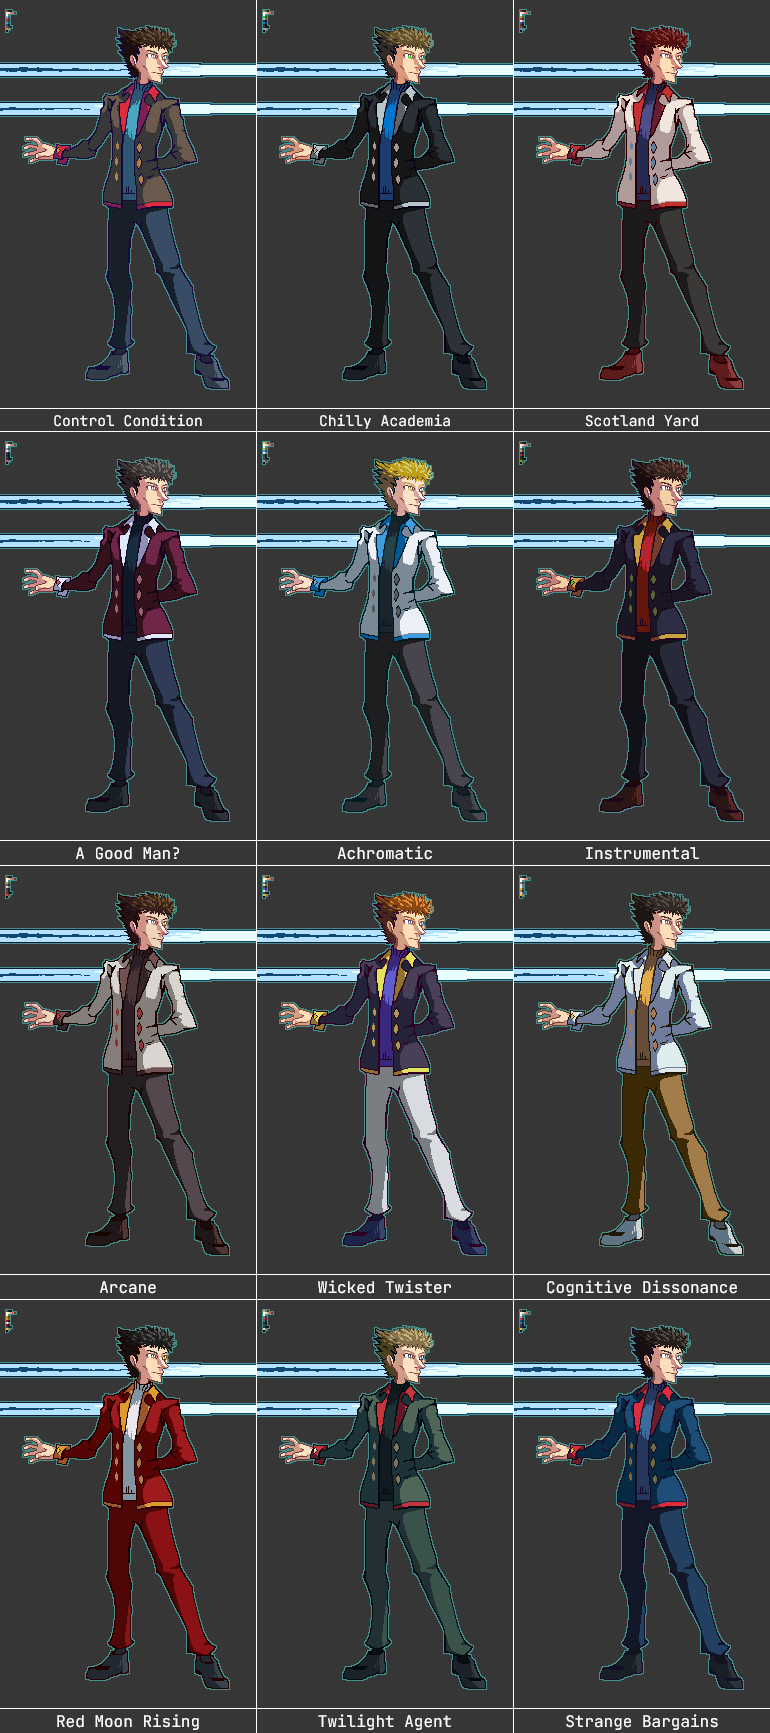 Control Condition
Chilly Academia
Scotland Yard
A Good Man?
Achromatic
Instrumental
Arcane
Wicked Twister
Cognitive Dissonance
Red Moon Rising
Twilight Agent
Strange Bargains